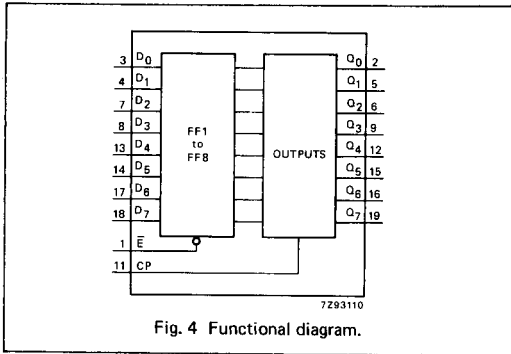 3 D0 Q0 2
4 D1 Q1 5
7 D2 Q2 6
8 D3 Q3 9
FF1
to
FF8
OUTPUTS
13 D4 Q4 12
14 D5 Q5 15
17 D6 Q6 16
18 D7 Q7 19
1 E̅
11 CP
7Z93110
Fig. 4 Functional diagram.